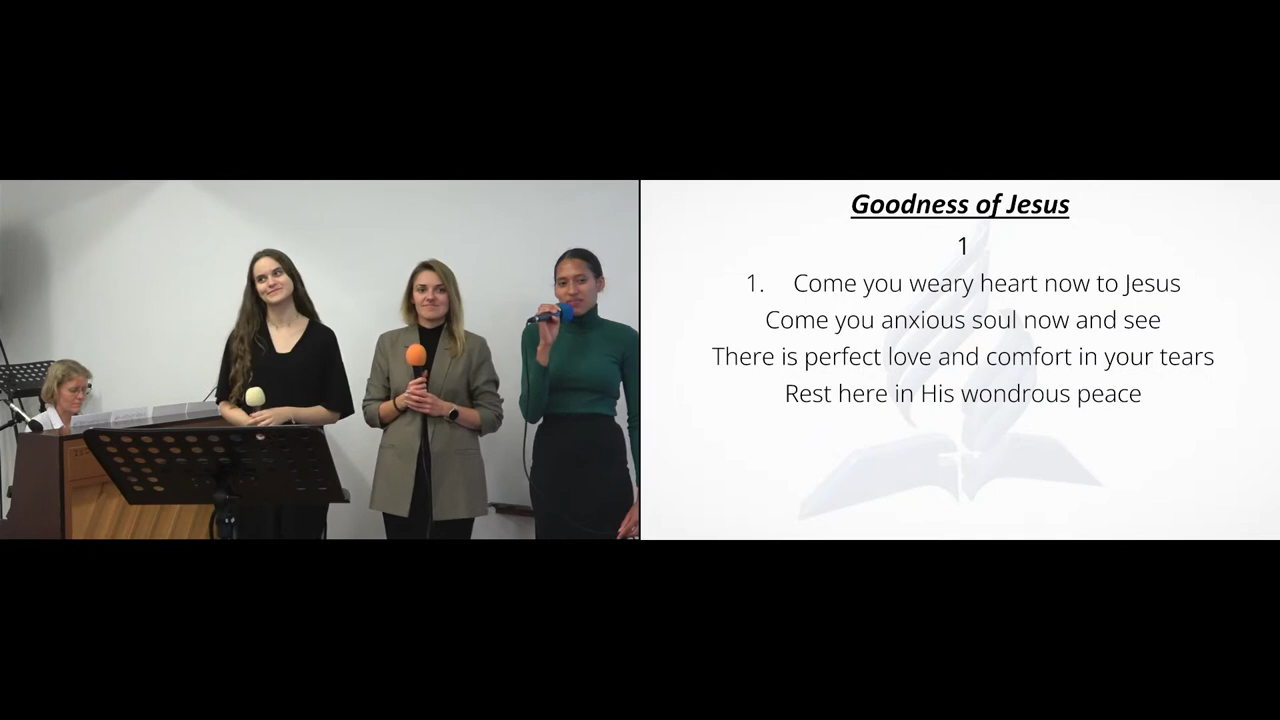 Goodness of Jesus
1
1. Come you weary heart now to Jesus
Come you anxious soul now and see
There is perfect love and comfort in your tears
Rest here in His wondrous peace